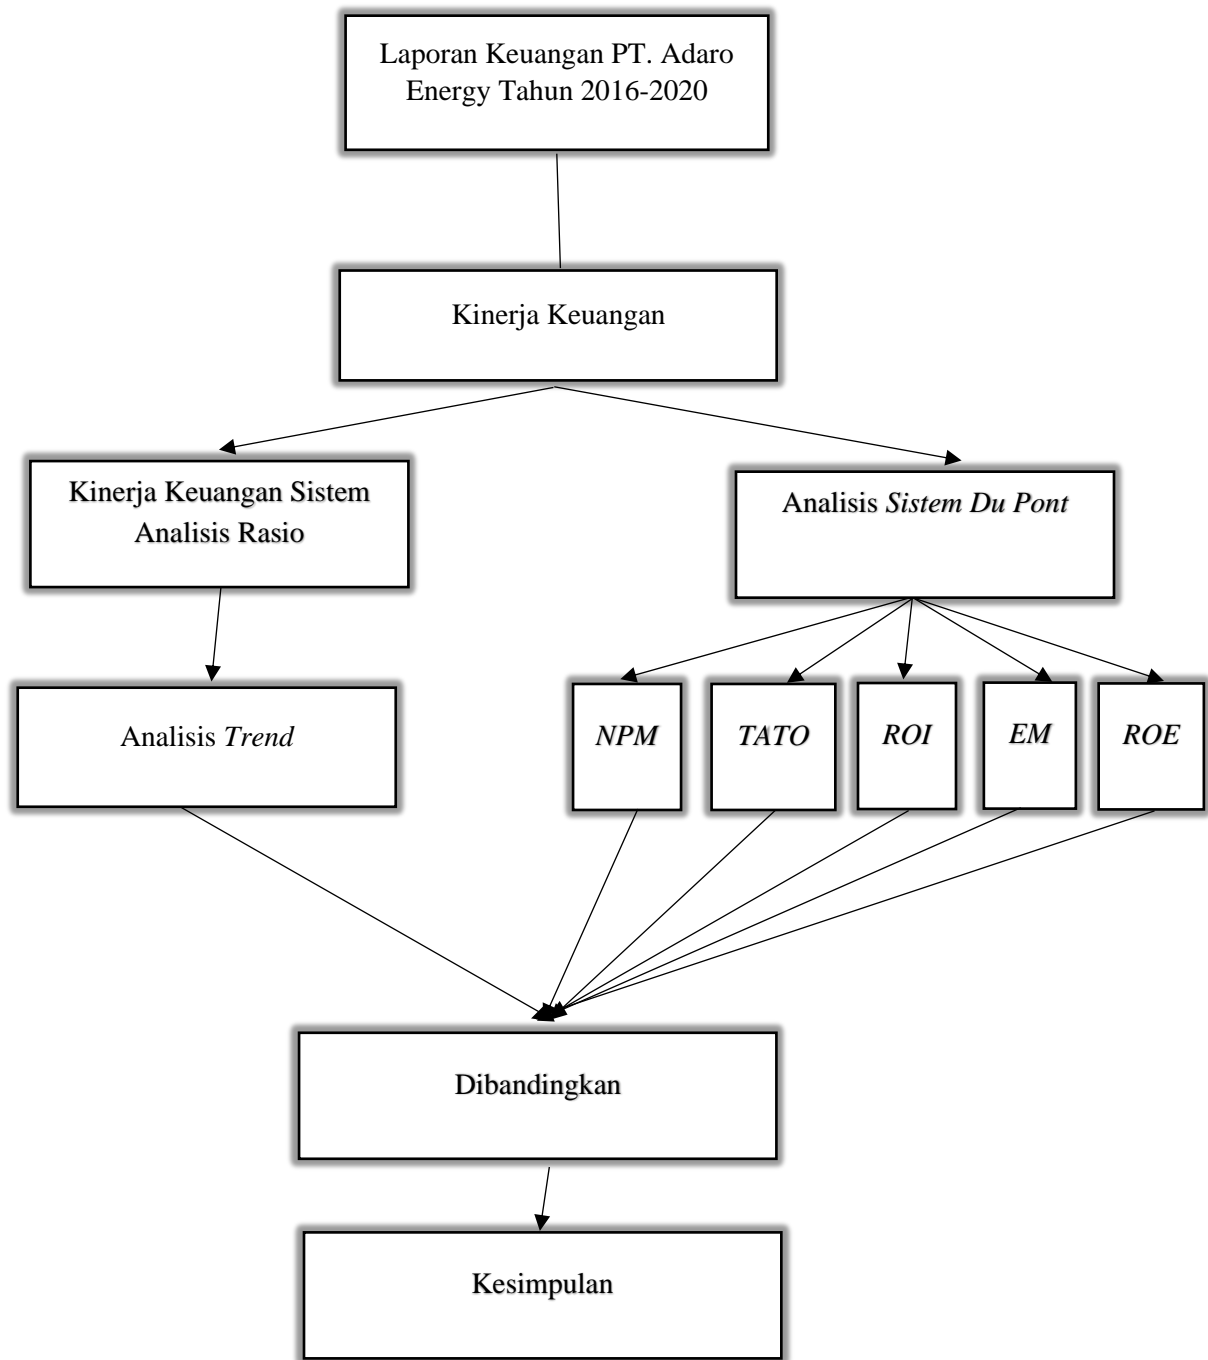 Laporan Keuangan PT. Adaro
Energy Tahun 2016-2020
Kinerja Keuangan
Kinerja Keuangan Sistem
Analisis Rasio
Analisis Sistem Du Pont
Analisis Trend
NPM
TATO
ROI
EM
ROE
Dibandingkan
Kesimpulan